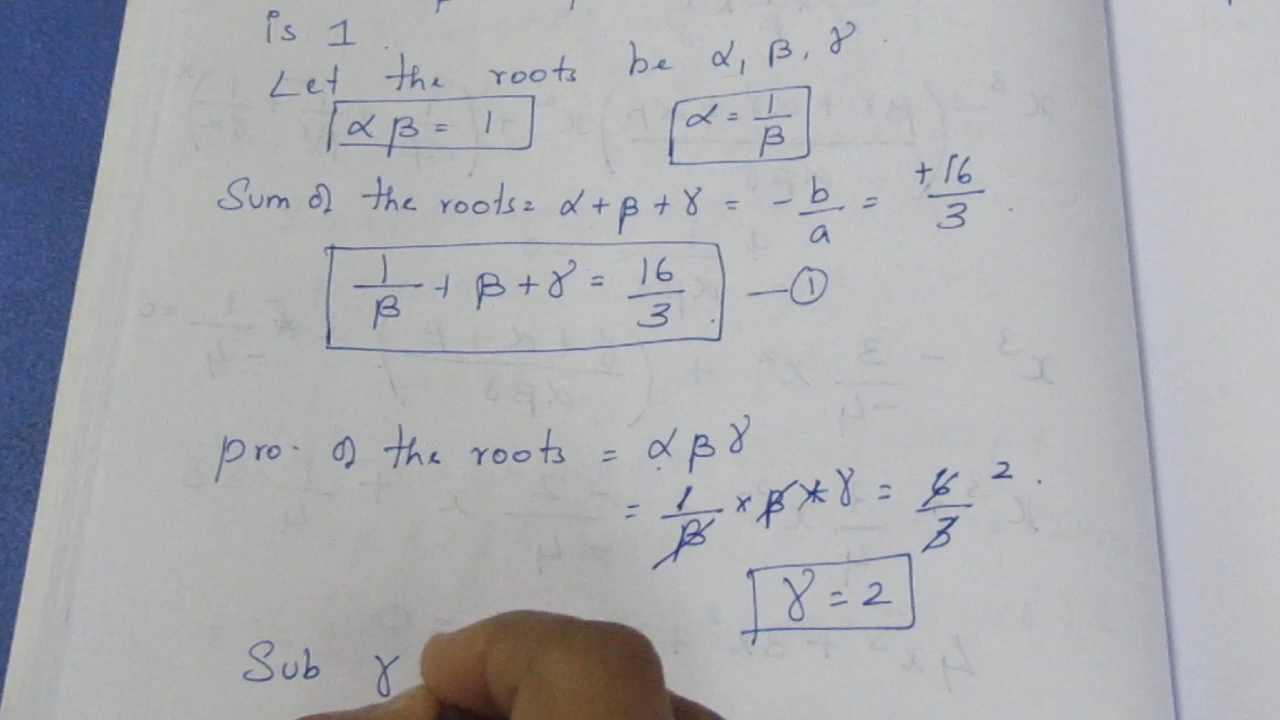 is 1.
Let the roots be α, β, γ.
αβ = 1 α = 1/β
Sum of the roots = α + β + γ = -b/a = +16/3.
1/β + β + γ = 16/3. —①
pro. of the roots = αβγ
= 1/β × β * γ = 6/3 2.
γ = 2
Sub γ